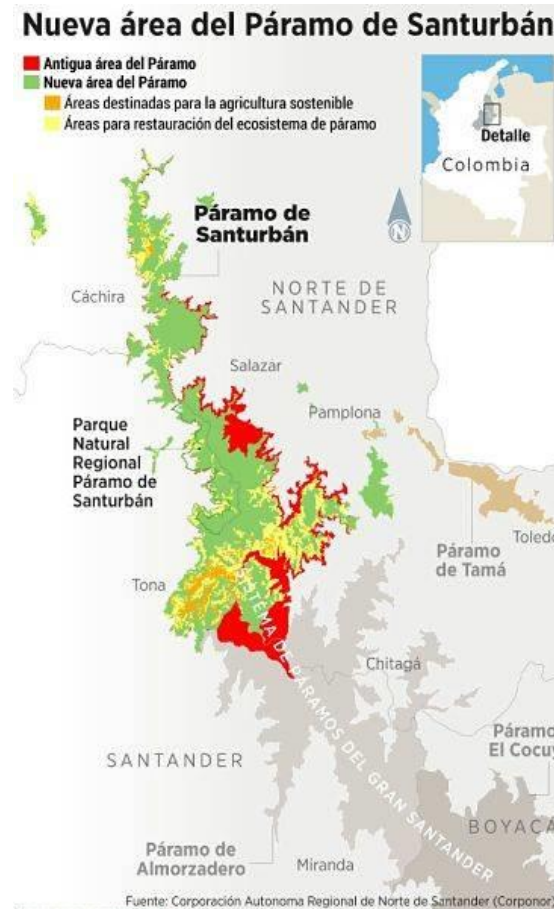 Nueva área del Páramo de Santurbán
Antigua área del Páramo
Nueva área del Páramo
Áreas destinadas para la agricultura sostenible
Áreas para restauración del ecosistema de páramo
Detalle
Colombia
Páramo de
Santurbán
N
NORTE DE
SANTANDER
Cáchira
Salazar
Pamplona
Parque
Natural
Regional
Páramo de
Santurbán
Toledo
Páramo
de Tamá
Tona
SISTEMA DE PÁRAMOS DEL GRAN SANTANDER
Chitagá
Páramo
El Cocuy
SANTANDER
BOYACÁ
Páramo de
Almorzadero
Miranda
Fuente: Corporación Autonoma Regional de Norte de Santander (Corponor)